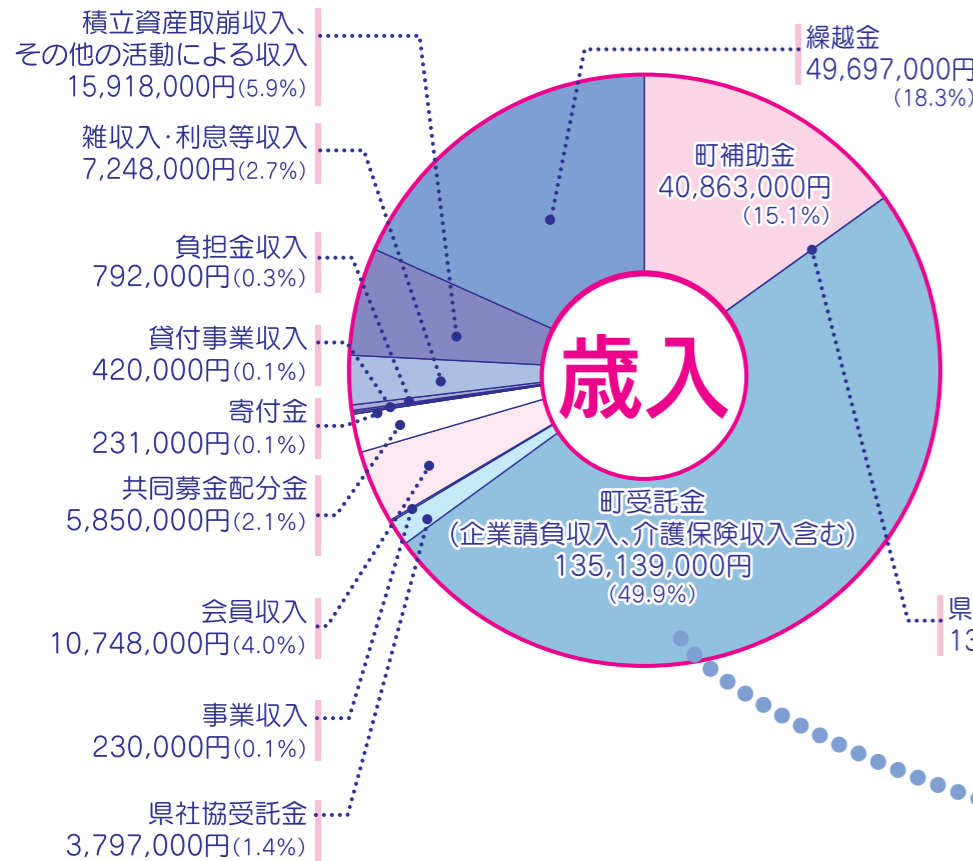 積立資産取崩収入、
その他の活動による収入
15,918,000円(5.9%)
雑収入・利息等収入
7,248,000円(2.7%)
負担金収入
792,000円(0.3%)
貸付事業収入
420,000円(0.1%)
寄付金
231,000円(0.1%)
共同募金配分金
5,850,000円(2.1%)
会員収入
10,748,000円(4.0%)
事業収入
230,000円(0.1%)
県社協受託金
3,797,000円(1.4%)
繰越金
49,697,000円
(18.3%)
町補助金
40,863,000円
(15.1%)
歳入
町受託金
(企業請負収入、介護保険収入含む)
135,139,000円
(49.9%)
県
13